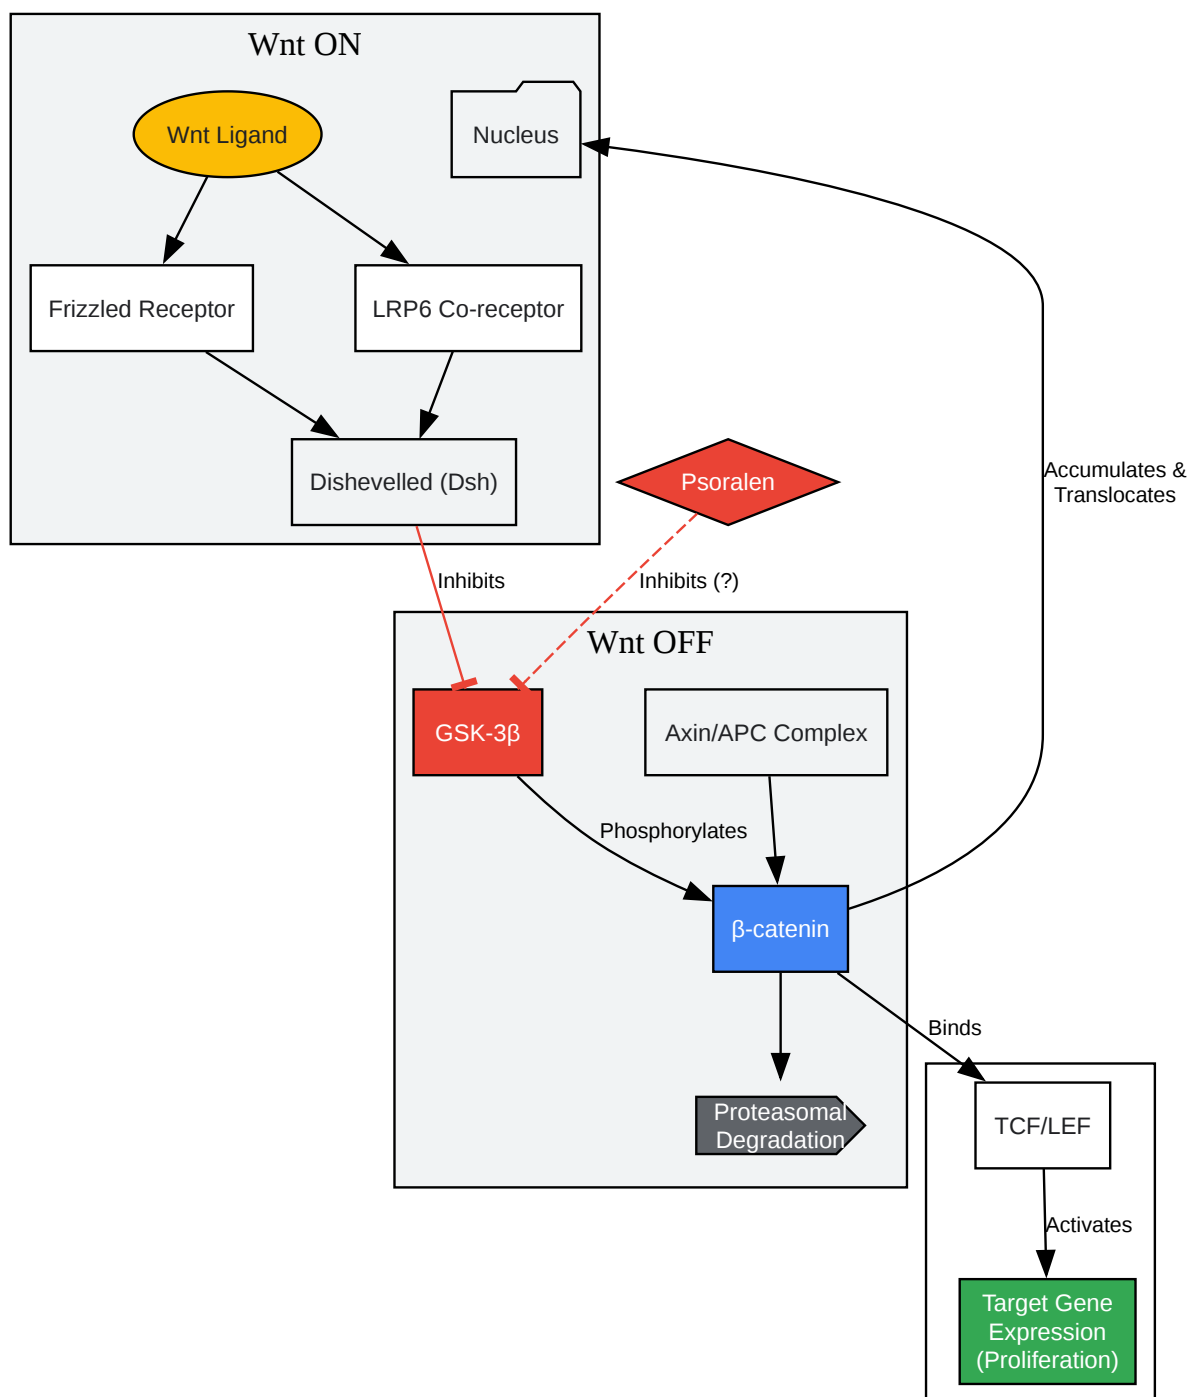 Wnt ON
Wnt Ligand
Nucleus
Frizzled Receptor
LRP6 Co-receptor
Dishevelled (Dsh)
Psoralen
Accumulates &
Translocates
Inhibits
Inhibits (?)
Wnt OFF
GSK-3β
Axin/APC Complex
Phosphorylates
β-catenin
Binds
Proteasomal
Degradation
TCF/LEF
Activates
Target Gene
Expression
(Proliferation)